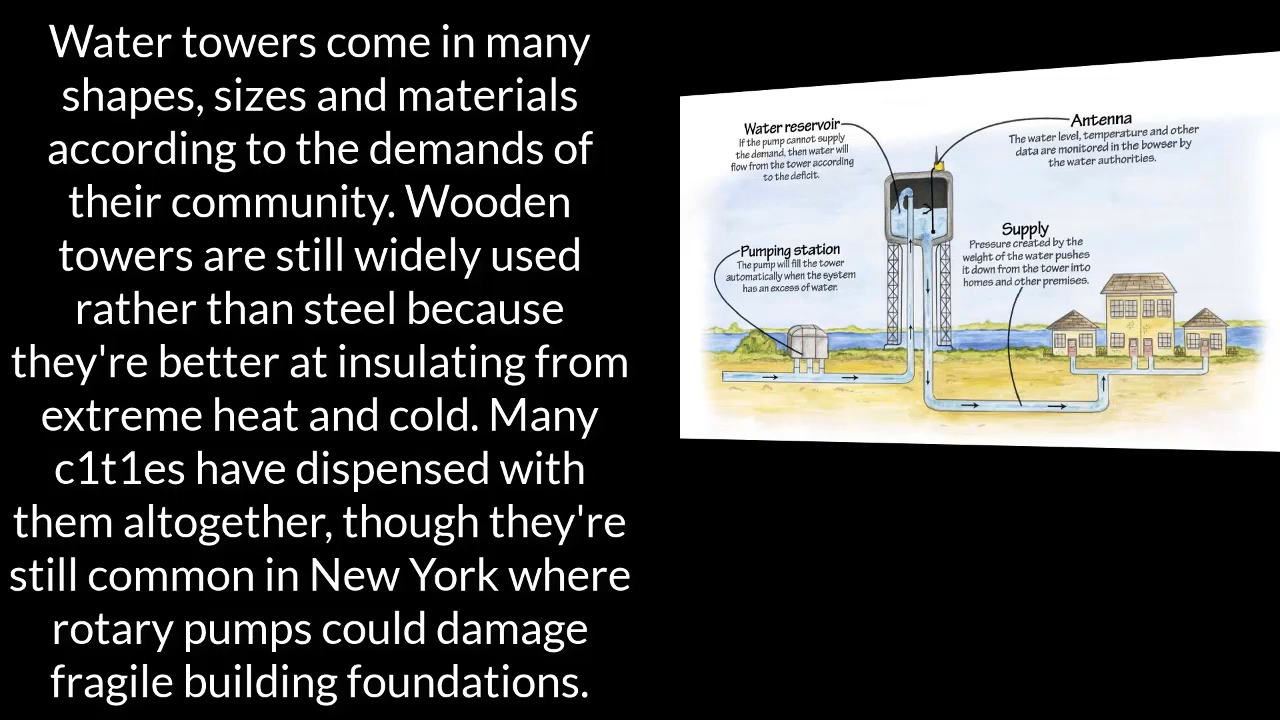 Water towers come in many
shapes, sizes and materials
according to the demands of
their community. Wooden
towers are still widely used
rather than steel because
they're better at insulating from
extreme heat and cold. Many
c1t1es have dispensed with
them altogether, though they're
still common in New York where
rotary pumps could damage
fragile building foundations.
Water reservoir
If the pump cannot supply
the demand, then water will
flow from the tower according
to the deficit.
Antenna
The water level, temperature and other
data are monitored in the bowser by
the water authorities.
Pumping station
The pump will fill the tower
automatically when the system
has an excess of water.
Supply
Pressure created by the
weight of the water pushes
it down from the tower into
homes and other premises.